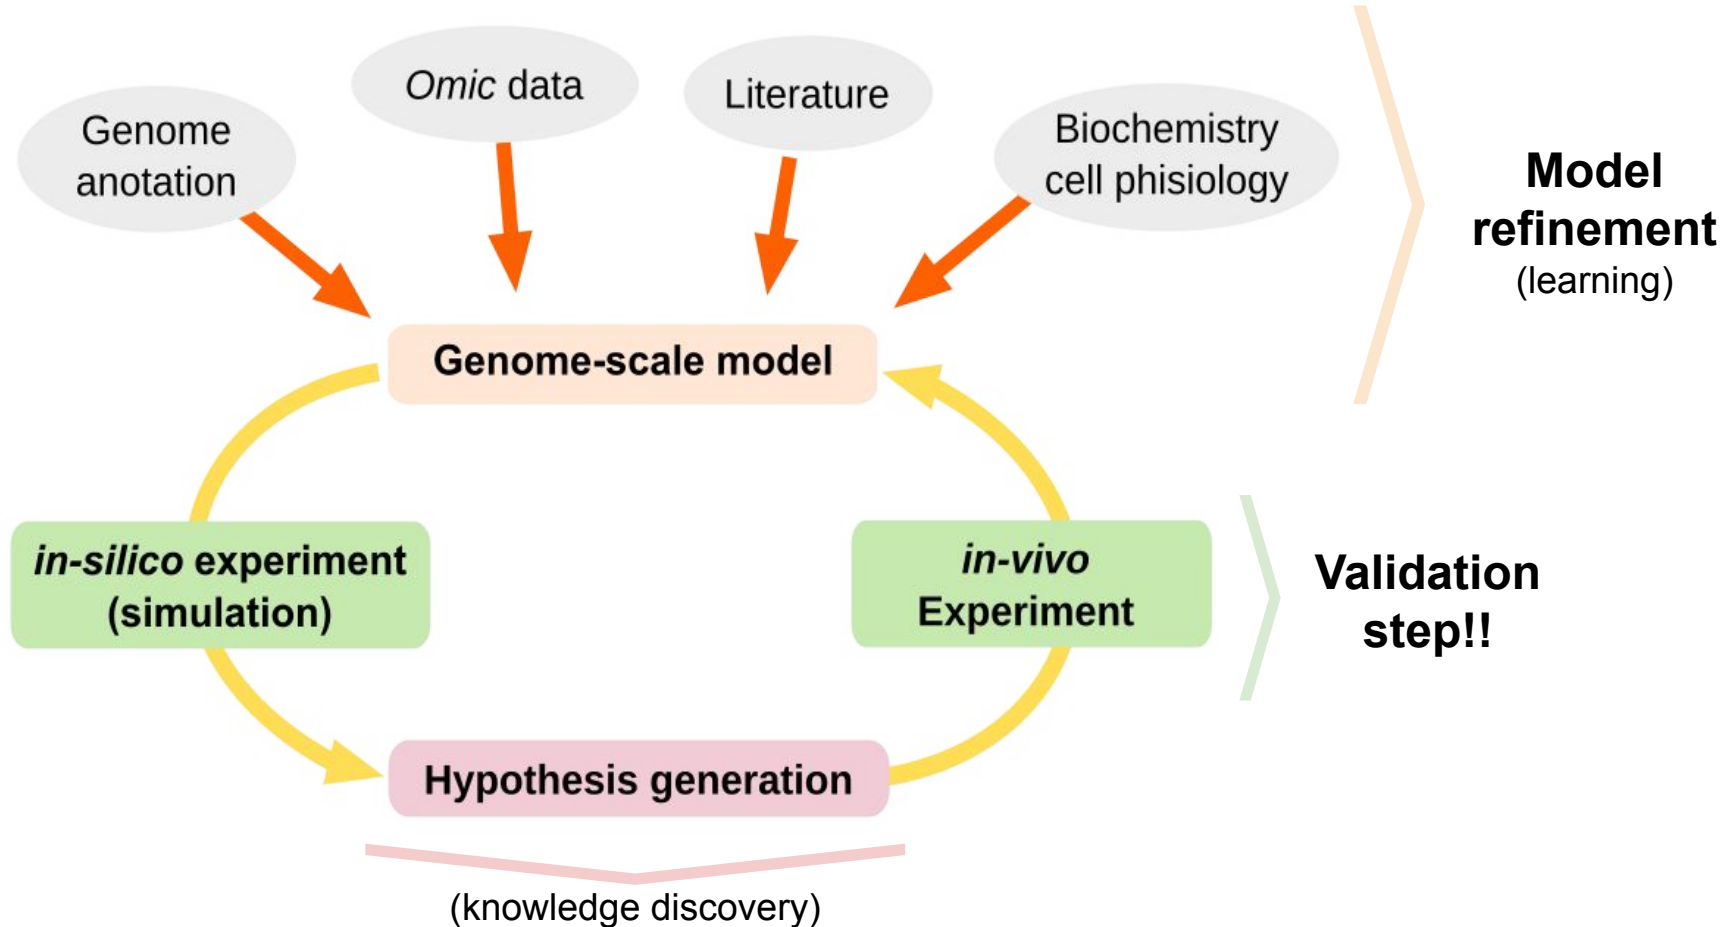 Genome
anotation
Omic data
Literature
Biochemistry
cell phisiology
Model
refinement
(learning)
Genome-scale model
in-silico experiment
(simulation)
in-vivo
Experiment
Validation
step!!
Hypothesis generation
(knowledge discovery)